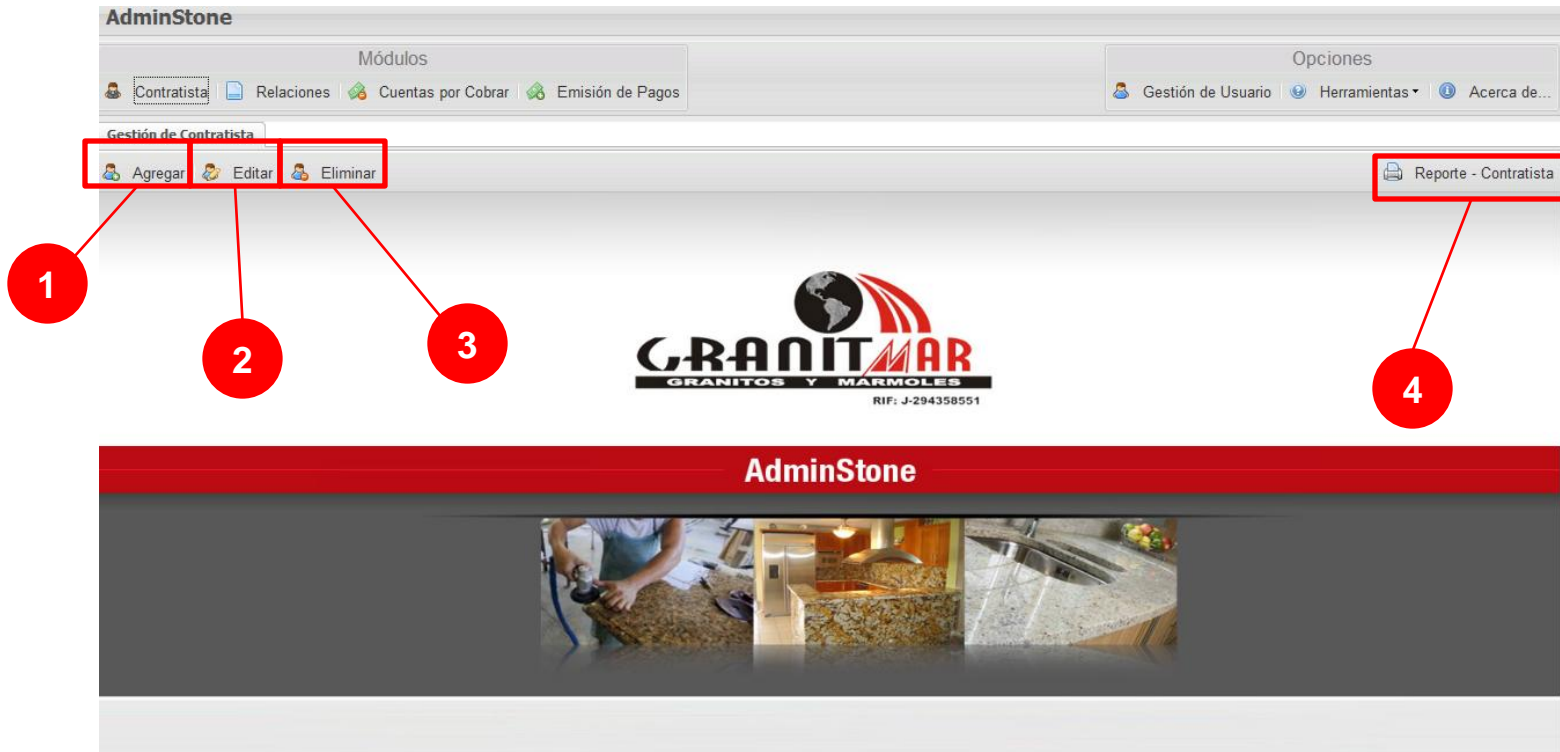 AdminStone
Módulos
Opciones
Contratista Relaciones Cuentas por Cobrar Emisión de Pagos
Gestión de Usuario Herramientas Acerca de...
Gestión de Contratista
Agregar Editar Eliminar
Reporte - Contratista
1
2
3
4
GRANITMAR
GRANITOS Y MARMOLES
RIF: J-294358551
AdminStone